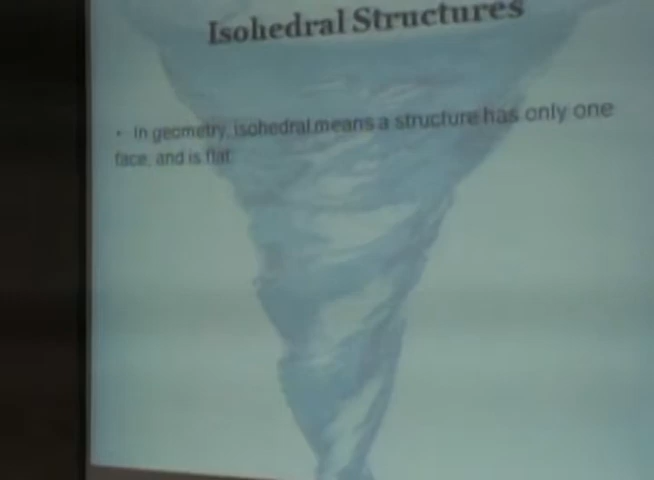 Isohedral Structures
• In geometry, isohedral means a structure has only one
face, and is flat